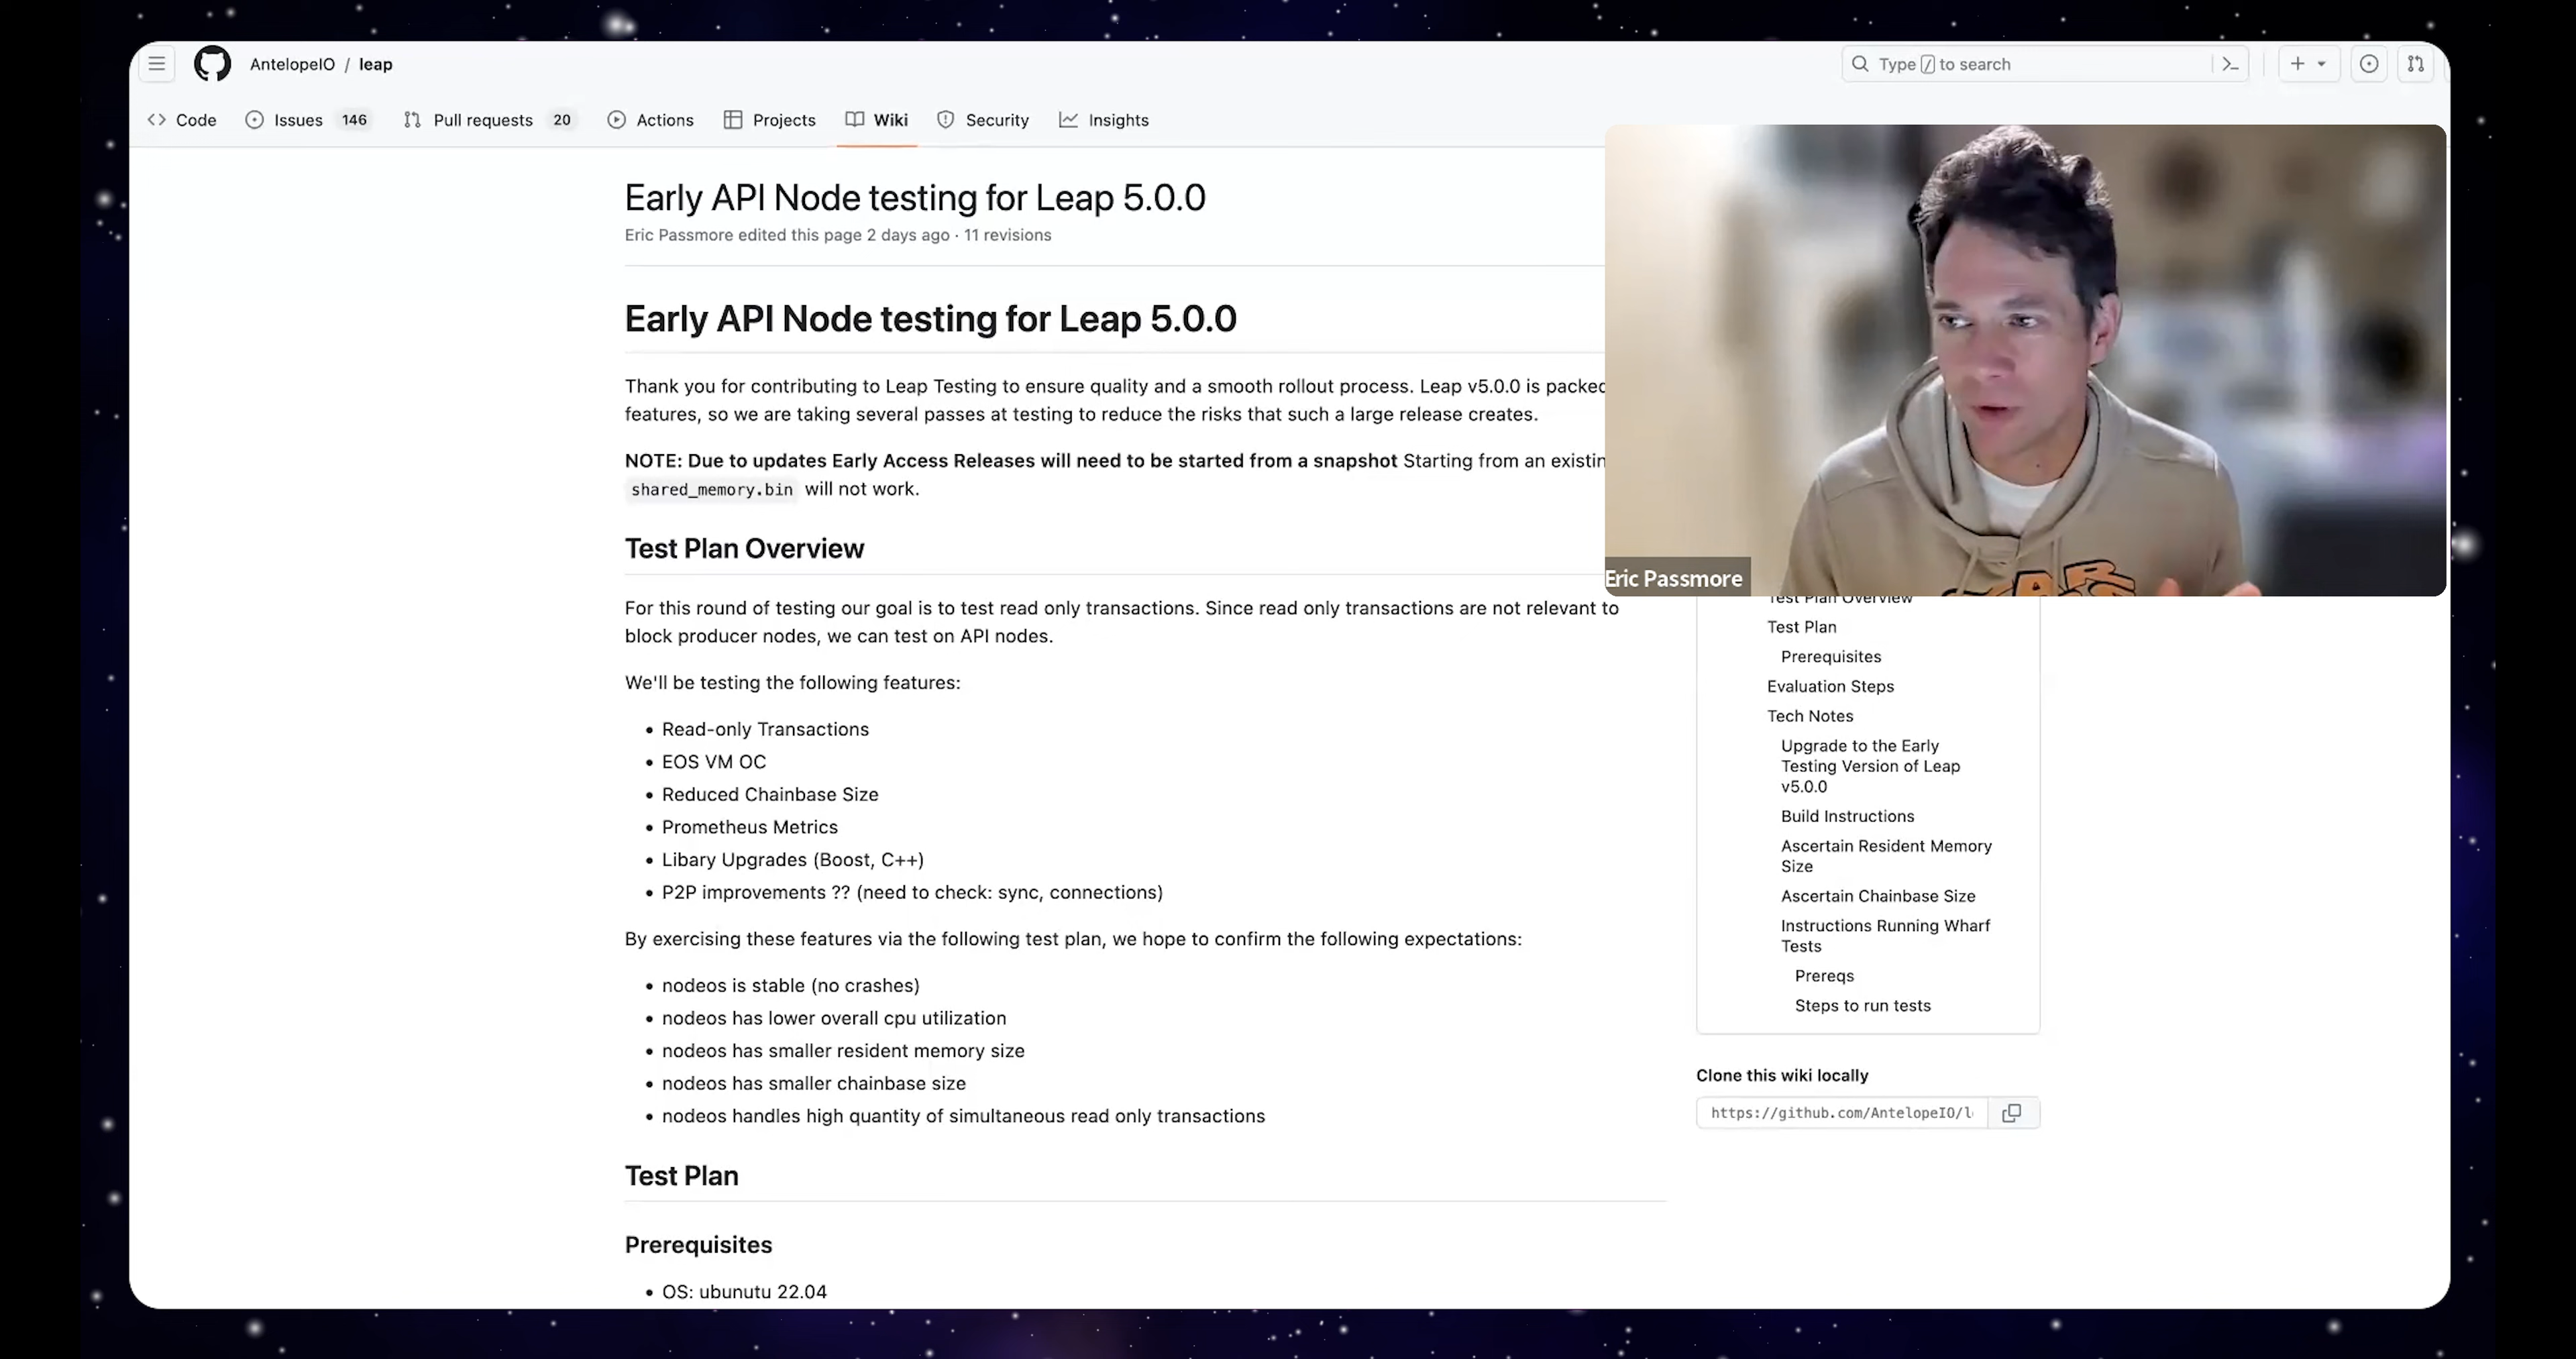 AntelopeIO / leap
Type / to search
Code
Issues 146
Pull requests 20
Actions
Projects
Wiki
Security
Insights
Early API Node testing for Leap 5.0.0
Eric Passmore edited this page 2 days ago · 11 revisions
Early API Node testing for Leap 5.0.0
Thank you for contributing to Leap Testing to ensure quality and a smooth rollout process. Leap v5.0.0 is packed
features, so we are taking several passes at testing to reduce the risks that such a large release creates.
NOTE: Due to updates Early Access Releases will need to be started from a snapshot Starting from an existin
shared_memory.bin will not work.
Test Plan Overview
For this round of testing our goal is to test read only transactions. Since read only transactions are not relevant to
block producer nodes, we can test on API nodes.
We'll be testing the following features:
• Read-only Transactions
• EOS VM OC
• Reduced Chainbase Size
• Prometheus Metrics
• Libary Upgrades (Boost, C++)
• P2P improvements ?? (need to check: sync, connections)
By exercising these features via the following test plan, we hope to confirm the following expectations:
• nodeos is stable (no crashes)
• nodeos has lower overall cpu utilization
• nodeos has smaller resident memory size
• nodeos has smaller chainbase size
• nodeos handles high quantity of simultaneous read only transactions
Test Plan
Prerequisites
• OS: ubunutu 22.04
Eric Passmore
Test Plan Overview
Test Plan
Prerequisites
Evaluation Steps
Tech Notes
Upgrade to the Early
Testing Version of Leap
v5.0.0
Build Instructions
Ascertain Resident Memory
Size
Ascertain Chainbase Size
Instructions Running Wharf
Tests
Prereqs
Steps to run tests
Clone this wiki locally
https://github.com/AntelopeIO/l